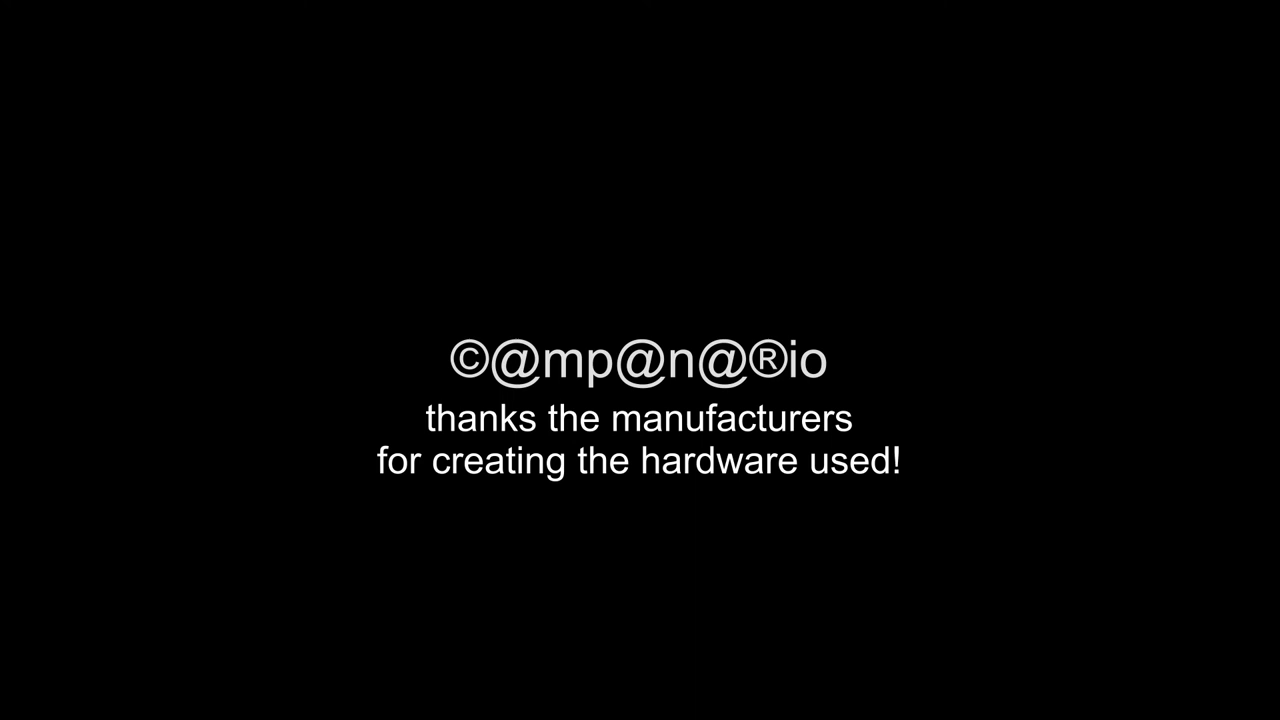 ©@mp@n@®io
thanks the manufacturers
for creating the hardware used!